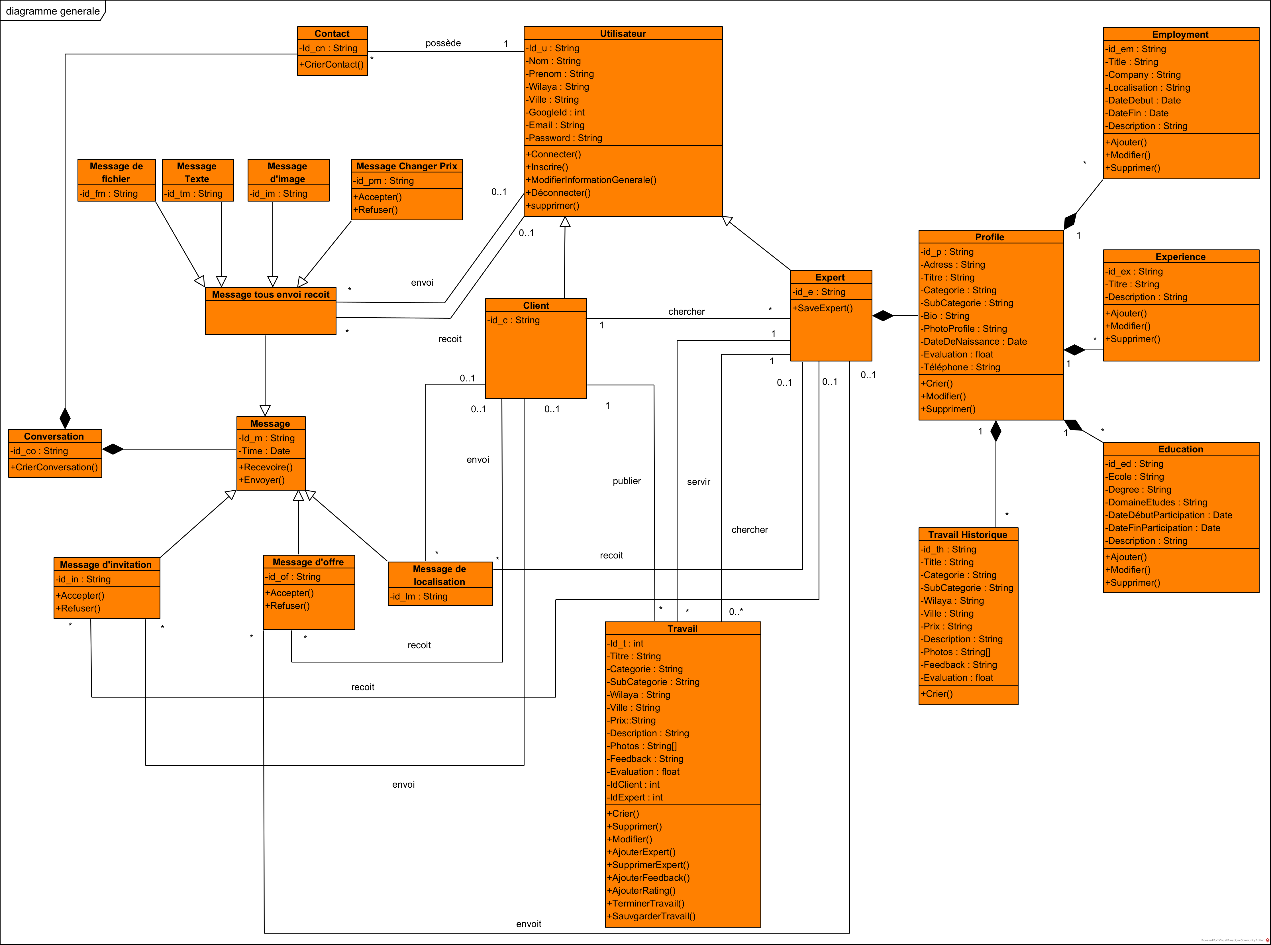 diagramme generale
Contact
-Id_cn : String
+CrierContact()
possède
1
*
Utilisateur
-Id_u : String
-Nom : String
-Prenom : String
-Wilaya : String
-Ville : String
-GoogleId : int
-Email : String
-Password : String
+Connecter()
+Inscrire()
+ModifierInformationGenerale()
+Déconnecter()
+supprimer()
Employment
-id_em : String
-Title : String
-Company : String
-Localisation : String
-DateDebut : Date
-DateFin : Date
-Description : String
+Ajouter()
+Modifier()
+Supprimer()
*
1
Message de
fichier
-id_fm : String
Message
Texte
-id_tm : String
Message
d'image
-id_im : String
Message Changer Prix
-id_pm : String
+Accepter()
+Refuser()
0..1
0..1
Message tous envoi recoit
*
envoi
*
recoit
Client
-id_c : String
1
chercher
*
Expert
-id_e : String
+SaveExpert()
1
1
0..1
0..1
0..1
Profile
-id_p : String
-Adress : String
-Titre : String
-Categorie : String
-SubCategorie : String
-Bio : String
-PhotoProfile : String
-DateDeNaissance : Date
-Evaluation : float
-Téléphone : String
+Crier()
+Modifier()
+Supprimer()
Experience
-id_ex : String
-Titre : String
-Description : String
+Ajouter()
+Modifier()
+Supprimer()
*
1
1
*
1
*
Education
-id_ed : String
-Ecole : String
-Degree : String
-DomaineEtudes : String
-DateDébutParticipation : Date
-DateFinParticipation : Date
-Description : String
+Ajouter()
+Modifier()
+Supprimer()
0..1
0..1
0..1
1
Conversation
-id_co : String
+CrierConversation()
Message
-Id_m : String
-Time : Date
+Recevoire()
+Envoyer()
envoi
publier
servir
chercher
recoit
*
*
Message d'invitation
-id_in : String
+Accepter()
+Refuser()
*
*
Message d'offre
-id_of : String
+Accepter()
+Refuser()
*
*
Message de
localisation
-id_lm : String
recoit
recoit
envoi
envoit
*
*
0..*
Travail
-Id_t : int
-Titre : String
-Categorie : String
-SubCategorie : String
-Wilaya : String
-Ville : String
-Prix::String
-Description : String
-Photos : String[]
-Feedback : String
-Evaluation : float
-IdClient : int
-IdExpert : int
+Crier()
+Supprimer()
+Modifier()
+AjouterExpert()
+SupprimerExpert()
+AjouterFeedback()
+AjouterRating()
+TerminerTravail()
+SauvgarderTravail()
Travail Historique
-id_th : String
-Title : String
-Categorie : String
-SubCategorie : String
-Wilaya : String
-Ville : String
-Prix : String
-Description : String
-Photos : String[]
-Feedback : String
-Evaluation : float
+Crier()